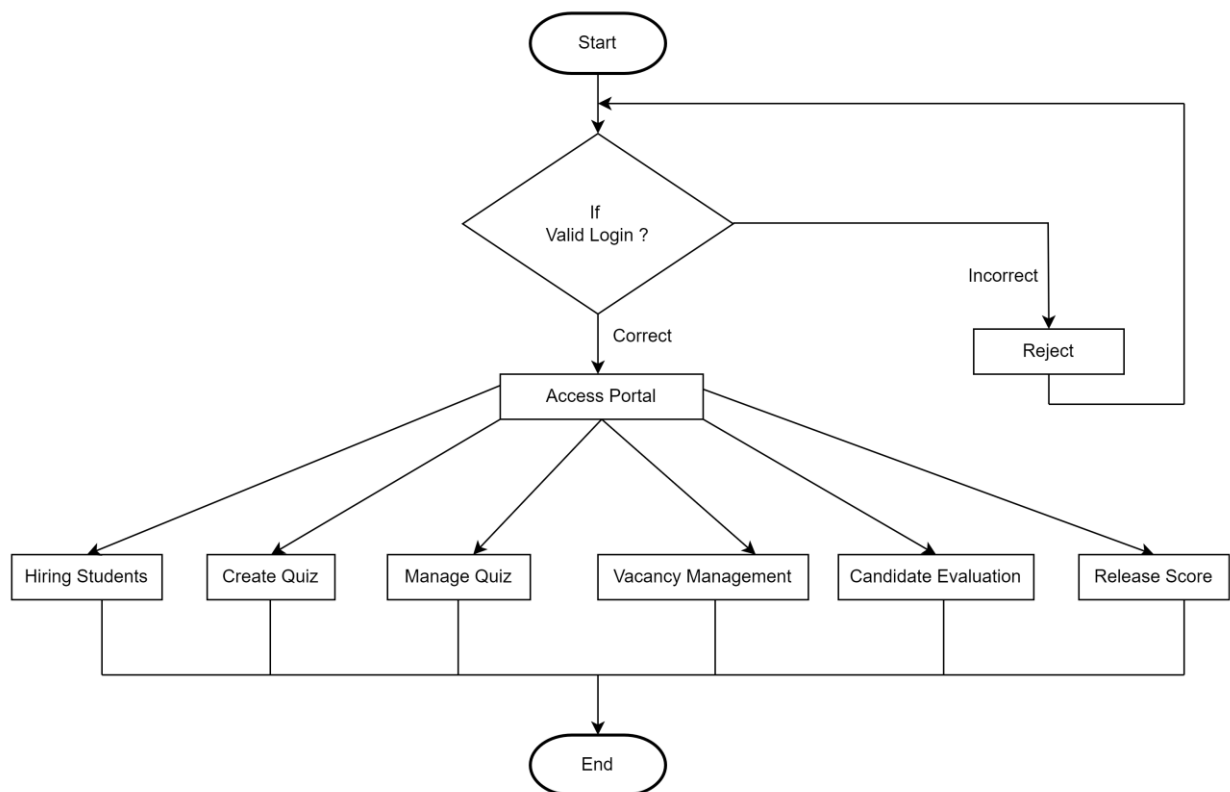 Start
If
Valid Login ?
Incorrect
Correct
Reject
Access Portal
Hiring Students
Create Quiz
Manage Quiz
Vacancy Management
Candidate Evaluation
Release Score
End